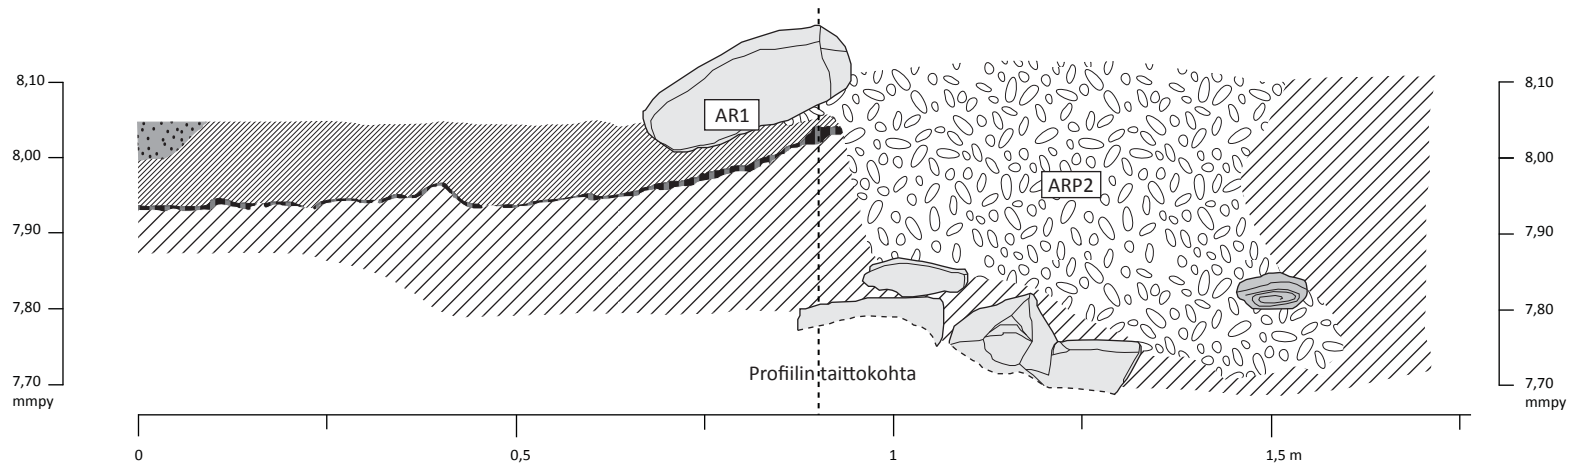 8,10
8,00
7,90
7,80
7,70
mmpy
AR1
ARP2
Profiilin taittokohta
8,10
8,00
7,90
7,80
7,70
mmpy
0
0,5
1
1,5 m